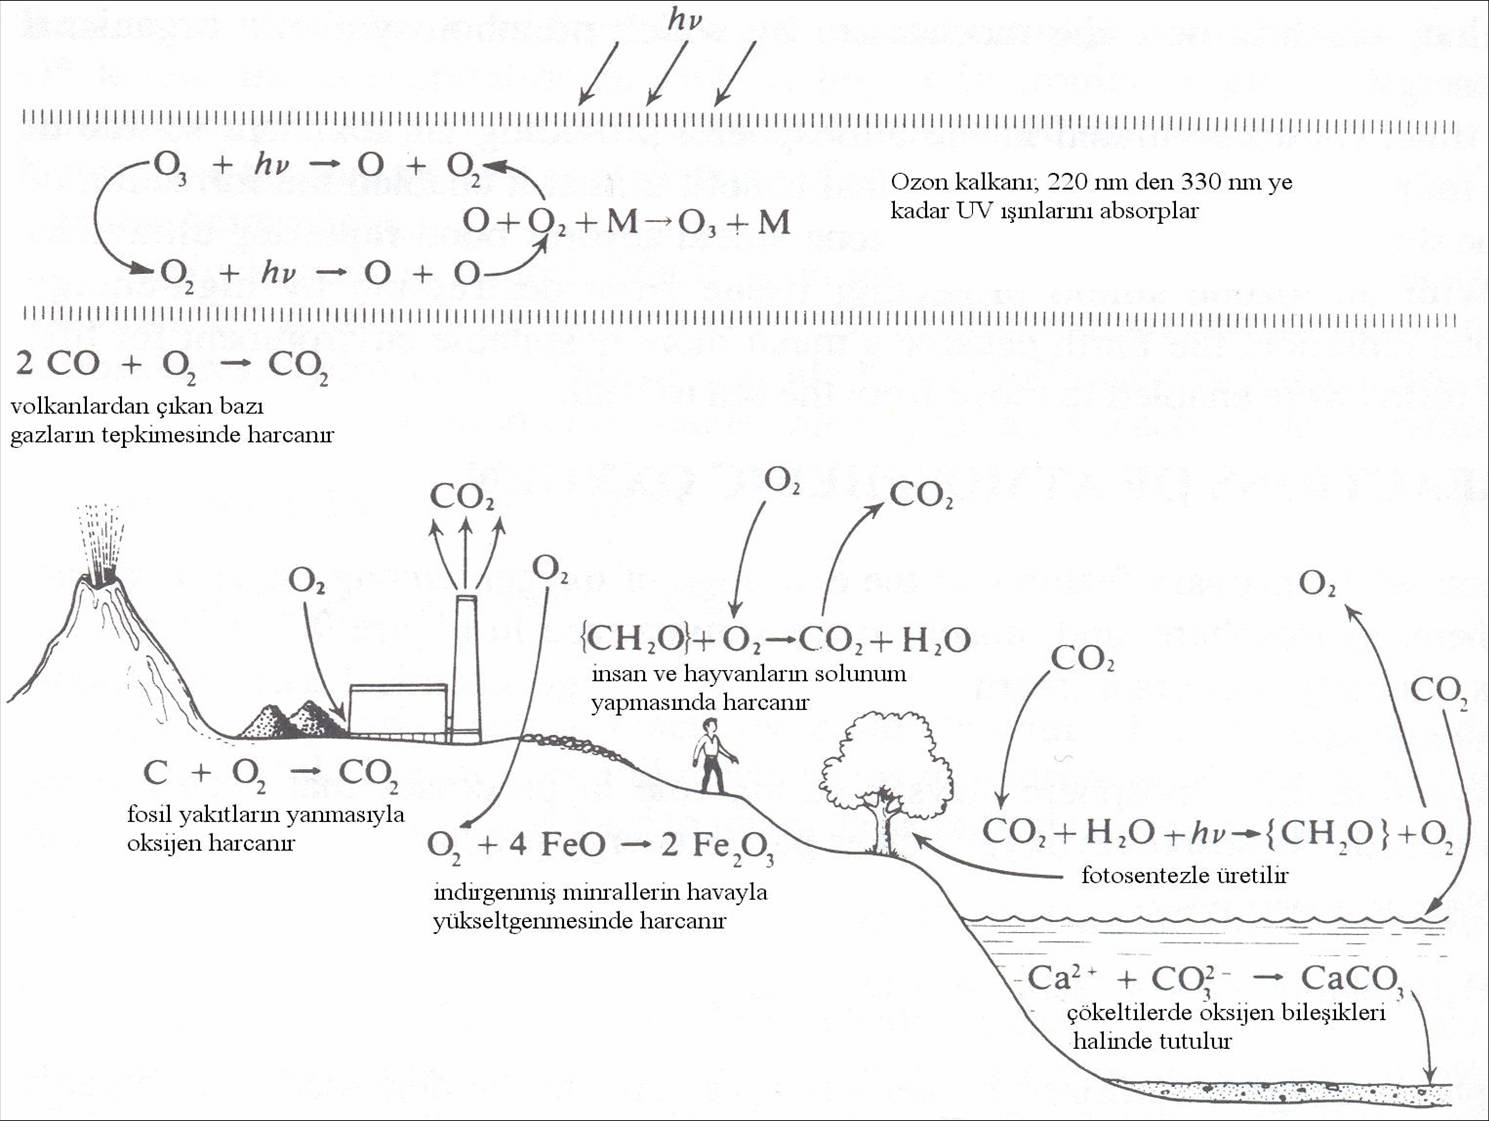 hν
O₃ + hν → O + O₂
O + O₂ + M → O₃ + M
O₂ + hν → O + O
Ozon kalkanı; 220 nm den 330 nm ye
kadar UV ışınlarını absorplar
2 CO + O₂ → CO₂
volkanlardan çıkan bazı
gazların tepkimesinde harcanır
CO₂
O₂
O₂
O₂
CO₂
{CH₂O} + O₂ → CO₂ + H₂O
insan ve hayvanların solunum
yapmasında harcanır
O₂
CO₂
CO₂
C + O₂ → CO₂
fosil yakıtların yanmasıyla
oksijen harcanır
O₂ + 4 FeO → 2 Fe₂O₃
indirgenmiş minrallerin havayla
yükseltgenmesinde harcanır
CO₂ + H₂O + hν → {CH₂O} + O₂
fotosentezle üretilir
Ca²⁺ + CO₃²⁻ → CaCO₃
çökeltilerde oksijen bileşikleri
halinde tutulur